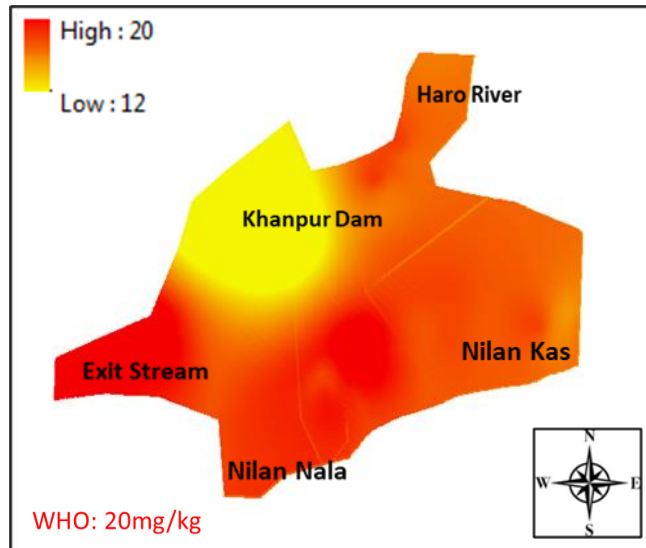 High : 20
Low : 12
Haro River
Khanpur Dam
Nilan Kas
Exit Stream
Nilan Nala
N
W E
S
WHO: 20mg/kg